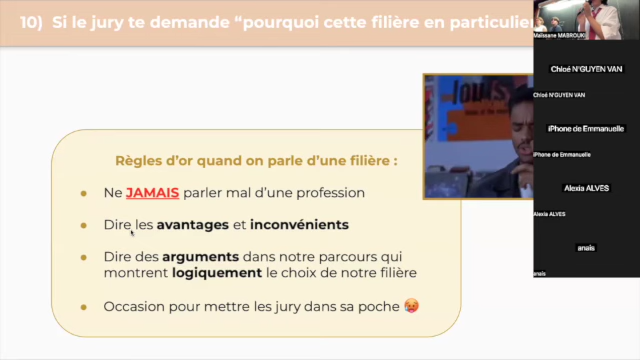 10) Si le jury te demande “pourquoi cette filière en particulier
Maïssane MABROUKI
Chloé N'GUYEN VAN
Chloé N'GUYEN VAN
iPhone de Emmanuelle
iPhone de Emmanuelle
Alexia ALVES
Alexia ALVES
anais
anaïs
Règles d’or quand on parle d’une filière :
● Ne JAMAIS parler mal d’une profession
● Dire les avantages et inconvénients
● Dire des arguments dans notre parcours qui
montrent logiquement le choix de notre filière
● Occasion pour mettre les jury dans sa poche 🥵